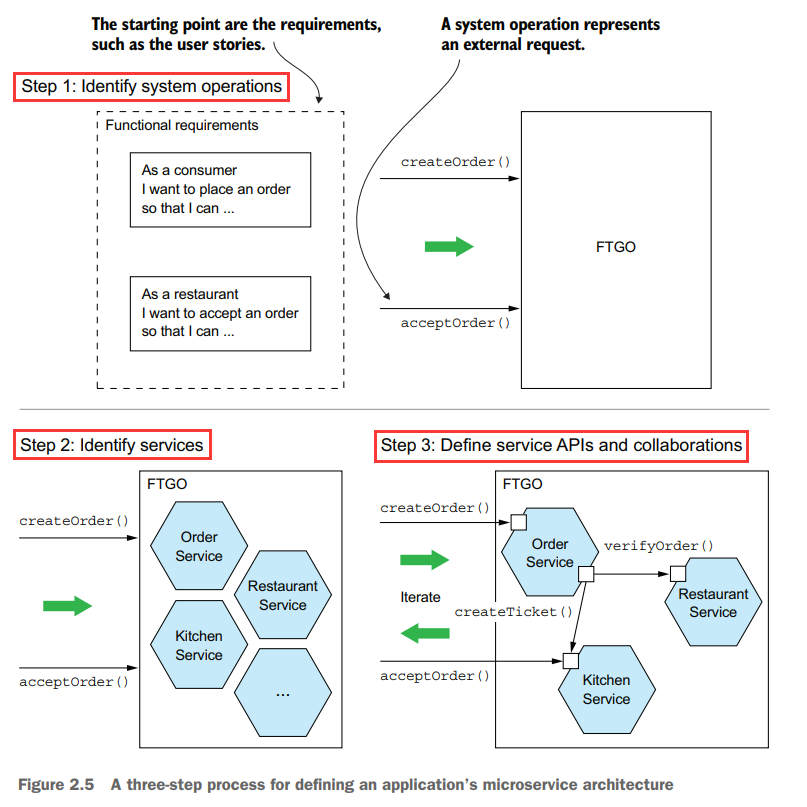 The starting point are the requirements,
such as the user stories.
A system operation represents
an external request.
Step 1: Identify system operations
Functional requirements
As a consumer
I want to place an order
so that I can ...
As a restaurant
I want to accept an order
so that I can ...
createOrder()
acceptOrder()
FTGO
Step 2: Identify services
FTGO
createOrder()
Order
Service
Restaurant
Service
Kitchen
Service
...
acceptOrder()
Step 3: Define service APIs and collaborations
FTGO
createOrder()
Order
Service
verifyOrder()
Iterate
Restaurant
Service
createTicket()
acceptOrder()
Kitchen
Service
Figure 2.5 A three-step process for defining an application's microservice architecture